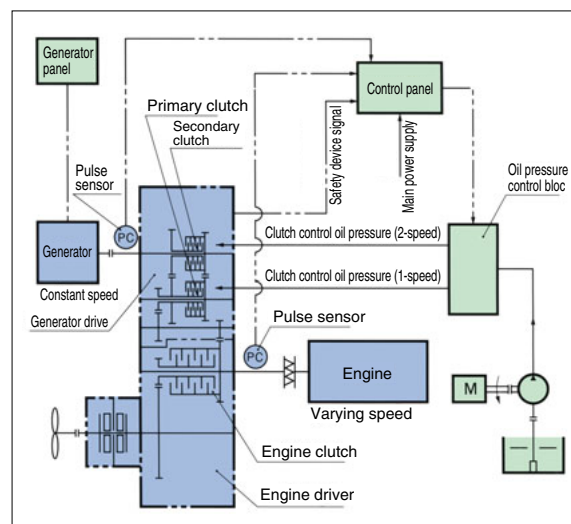 Generator
panel
Control panel
Primary clutch
Secondary
clutch
Safety device signal
Main power supply
Oil pressure
control bloc
Pulse
sensor
PC
Generator
Constant speed
Generator drive
Clutch control oil pressure (2-speed)
Clutch control oil pressure (1-speed)
Pulse sensor
PC
Engine
Varying speed
M
Engine clutch
Engine driver